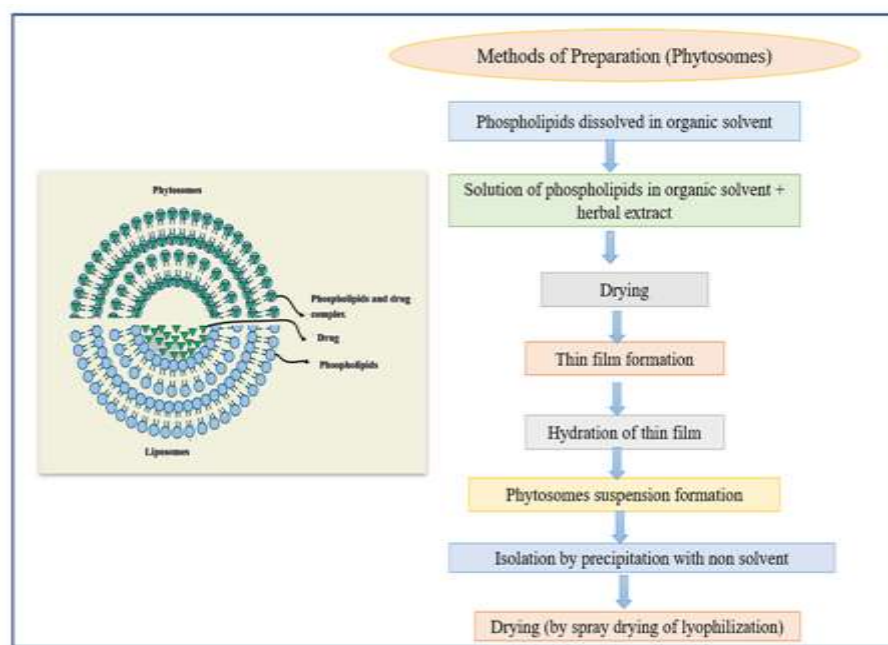 Methods of Preparation (Phytosomes)
Phospholipids dissolved in organic solvent
Solution of phospholipids in organic solvent +
herbal extract
Drying
Thin film formation
Hydration of thin film
Phytosomes suspension formation
Isolation by precipitation with non solvent
Drying (by spray drying of lyophilization)
Phytosomes
Phospholipids and drug
complex
Drug
Phospholipids
Liposomes